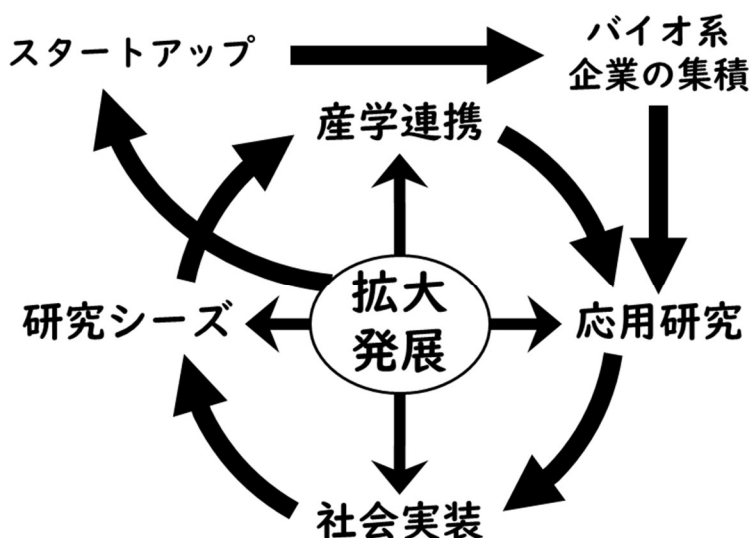 スタートアップ
バイオ系
企業の集積
産学連携
拡大
発展
研究シーズ
応用研究
社会実装